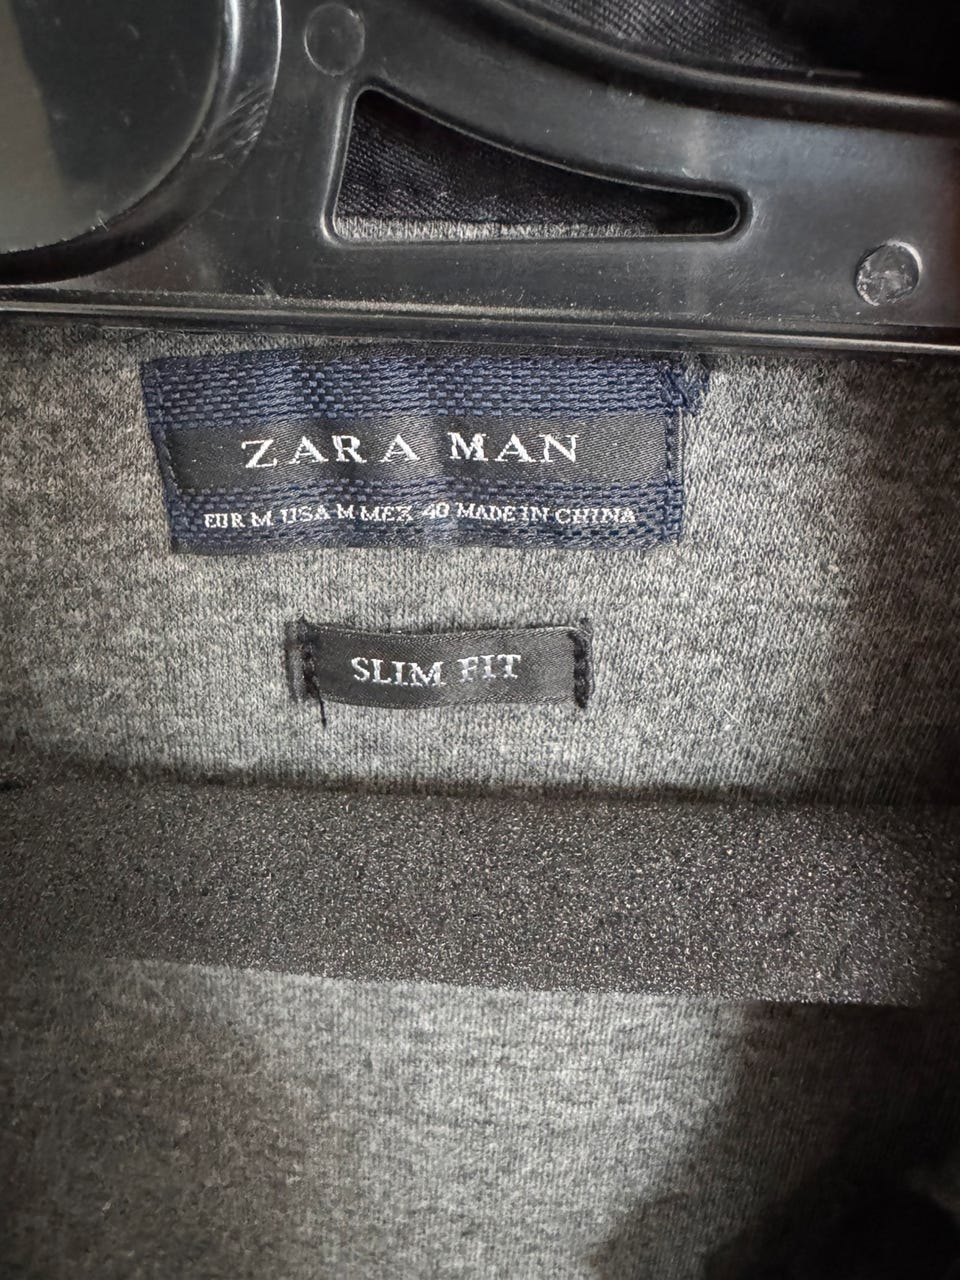 ZARA MAN
EUR M USA M MEX 40 MADE IN CHINA
SLIM FIT